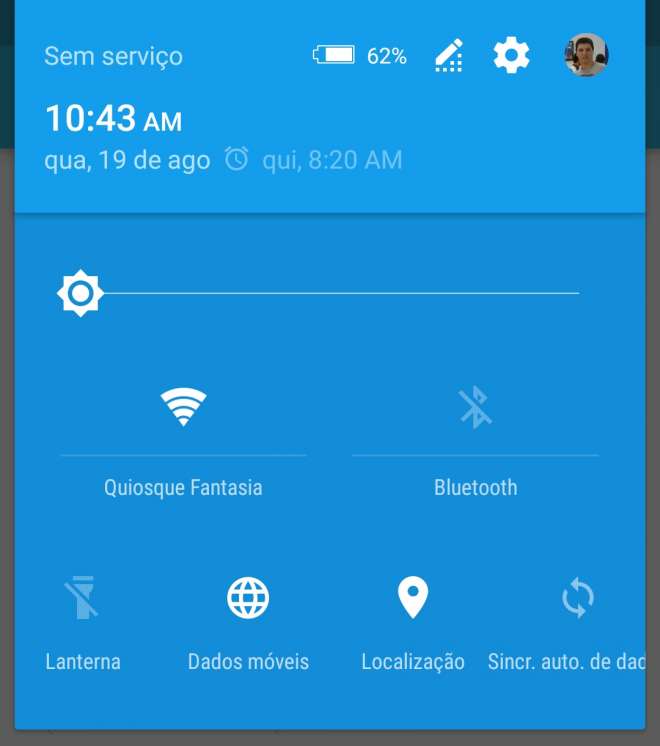 Sem serviço 62%
10:43 AM
qua, 19 de ago qui, 8:20 AM
Quiosque Fantasia Bluetooth
Lanterna Dados móveis Localização Sincr. auto. de dad